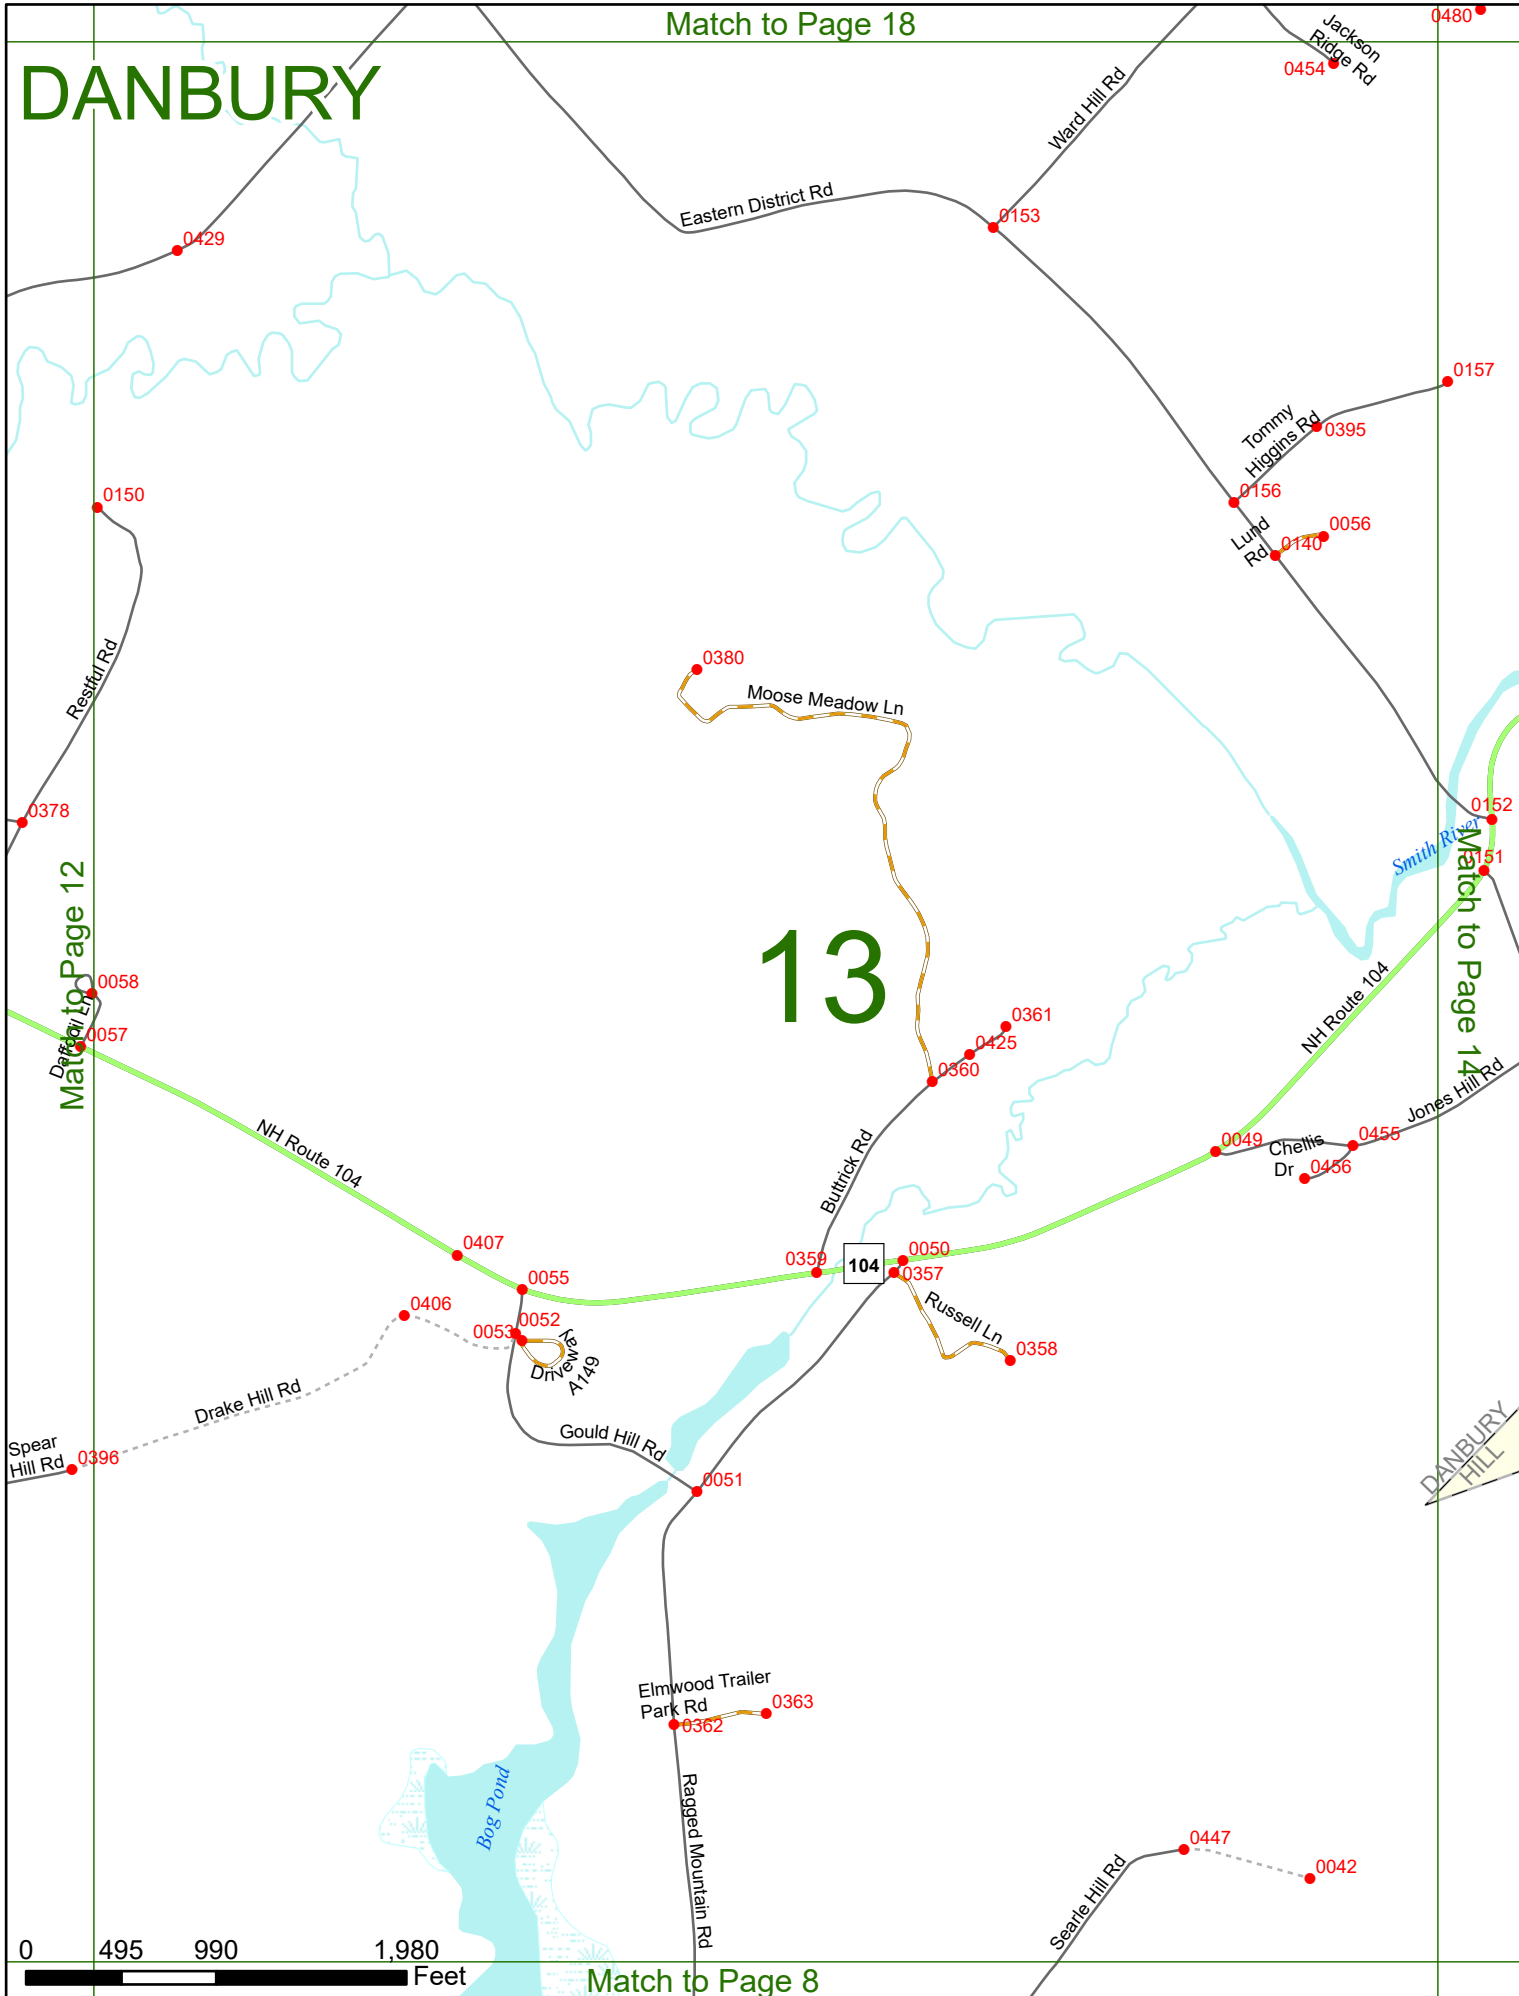 Match to Page 18
0480
Jackson
Ridge Rd
0454
DANBURY
Ward Hill Rd
Eastern District Rd
0153
0429
0157
Tommy
Higgins Rd
0395
0156
0150
Lund
Rd
0056
0140
Restful Rd
0380
Moose Meadow Ln
0378
0152
Smith River
0151
Match to Page 12
Match to Page 14
13
0058
Daffodil Ln
0057
NH Route 104
0361
0425
0360
Jones Hill Rd
NH Route 104
Buttrick Rd
0049
Chellis
Dr
0455
0456
0407
0359
104
0050
0357
0055
0406
0052
0053
Driveway
A149
Russell Ln
0358
Drake Hill Rd
Spear
Hill Rd
0396
Gould Hill Rd
0051
DANBURY
HILL
Elmwood Trailer
Park Rd
0363
0362
Bog Pond
Ragged Mountain Rd
0447
0042
Searle Hill Rd
0 495 990 1,980
Feet
Match to Page 8